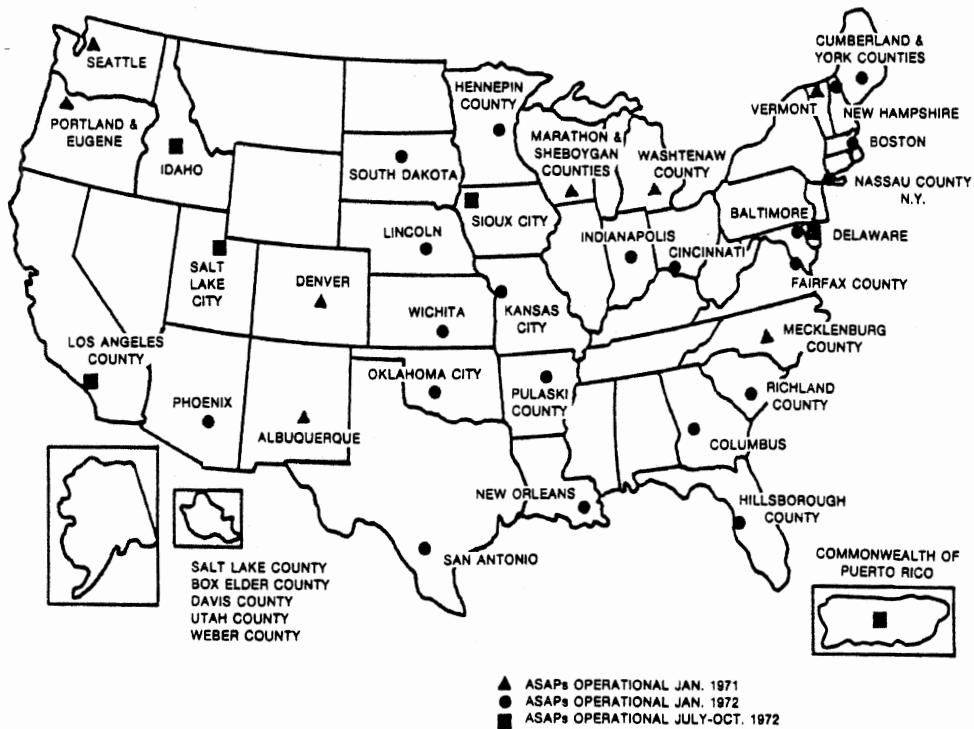 SEATTLE
PORTLAND &
EUGENE
IDAHO
SALT
LAKE
CITY
LOS ANGELES
COUNTY
PHOENIX
DENVER
ALBUQUERQUE
SOUTH DAKOTA
LINCOLN
WICHITA
OKLAHOMA CITY
SAN ANTONIO
HENNEPIN
COUNTY
SIOUX CITY
KANSAS
CITY
PULASKI
COUNTY
NEW ORLEANS
MARATHON &
SHEBOYGAN
COUNTIES
WASHTENAW
COUNTY
INDIANAPOLIS
CINCINNATI
CUMBERLAND &
YORK COUNTIES
VERMONT
NEW HAMPSHIRE
BOSTON
NASSAU COUNTY
N.Y.
BALTIMORE
DELAWARE
FAIRFAX COUNTY
MECKLENBURG
COUNTY
RICHLAND
COUNTY
COLUMBUS
HILLSBOROUGH
COUNTY
SALT LAKE COUNTY
BOX ELDER COUNTY
DAVIS COUNTY
UTAH COUNTY
WEBER COUNTY
COMMONWEALTH OF
PUERTO RICO
ASAPs OPERATIONAL JAN. 1971
ASAPs OPERATIONAL JAN. 1972
ASAPs OPERATIONAL JULY-OCT. 1972